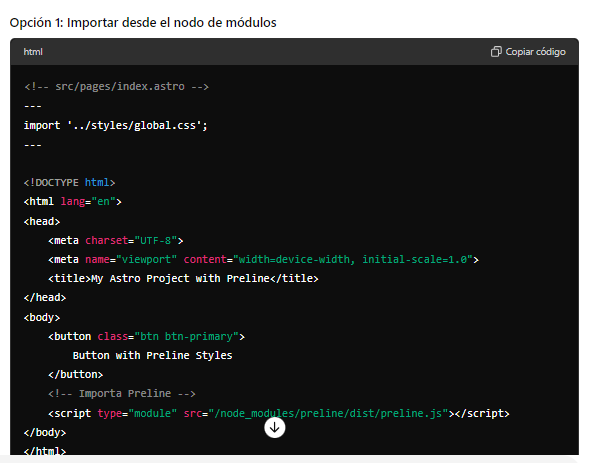 Opción 1: Importar desde el nodo de módulos
html
Copiar código
<!-- src/pages/index.astro -->
---
import '../styles/global.css';
---
<!DOCTYPE html>
<html lang="en">
<head>
    <meta charset="UTF-8">
    <meta name="viewport" content="width=device-width, initial-scale=1.0">
    <title>My Astro Project with Preline</title>
</head>
<body>
    <button class="btn btn-primary">
        Button with Preline Styles
    </button>
    <!-- Importa Preline -->
    <script type="module" src="/node_modules/preline/dist/preline.js"></script>
</body>
</html>